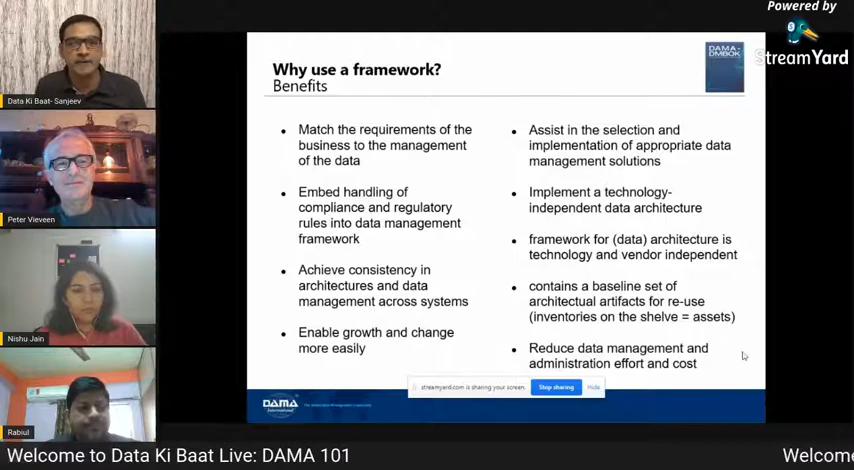 Powered by
StreamYard
Data Ki Baat- Sanjeev
Peter Vieveen
Nishu Jain
Rabiul
Why use a framework?
Benefits
DAMA-
DMBOK
• Match the requirements of the
business to the management
of the data
• Embed handling of
compliance and regulatory
rules into data management
framework
• Achieve consistency in
architectures and data
management across systems
• Enable growth and change
more easily
• Assist in the selection and
implementation of appropriate data
management solutions
• Implement a technology-
independent data architecture
• framework for (data) architecture is
technology and vendor independent
• contains a baseline set of
architectual artifacts for re-use
(inventories on the shelve = assets)
• Reduce data management and
administration effort and cost
streamyard.com is sharing your screen.
Stop sharing
Hide
DAMA
International
Welcome to Data Ki Baat Live: DAMA 101
Welcome